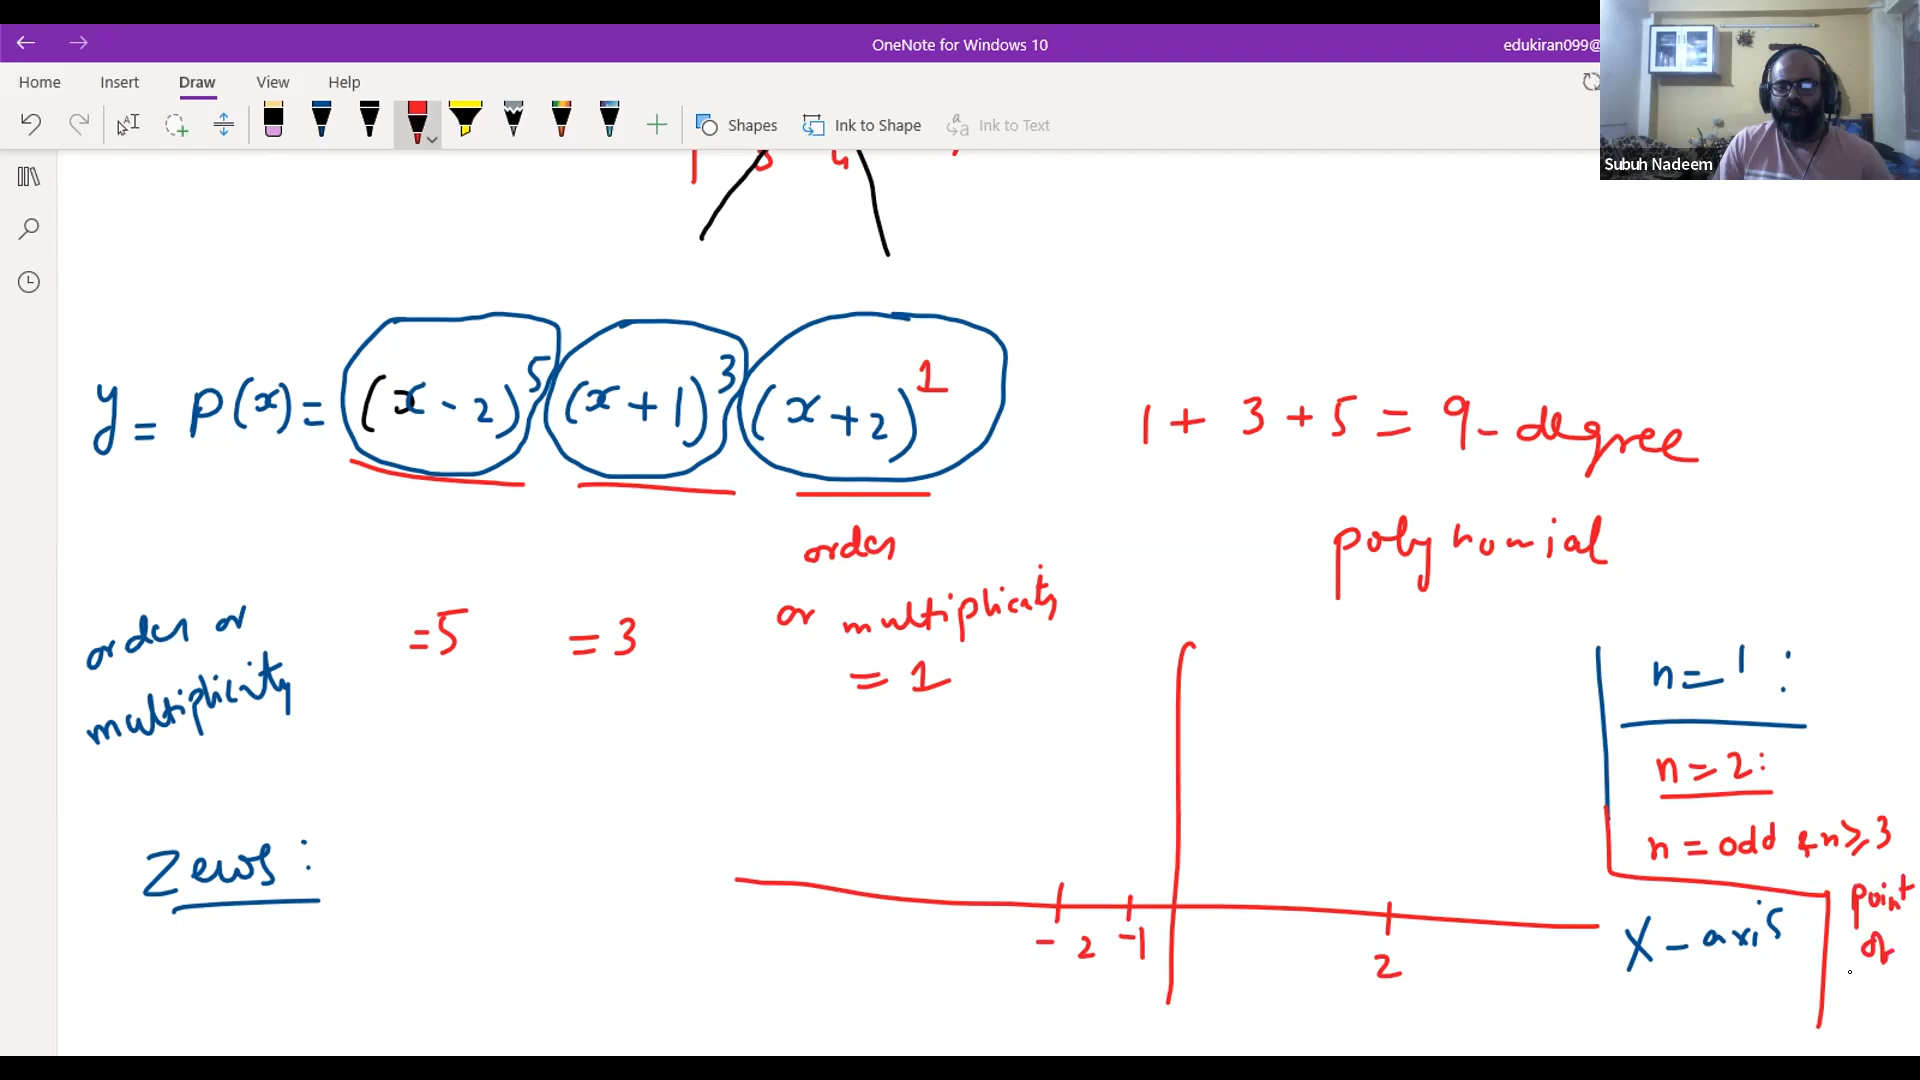 OneNote for Windows 10
edukiran099@
Home Insert Draw View Help
Shapes Ink to Shape Ink to Text
Subuh Nadeem
y = P(x) = (x - 2)^5 (x + 1)^3 (x + 2)^1
1 + 3 + 5 = 9 - degree
polynomial
order or
multiplicity
= 5
= 3
order
or multiplicity
= 1
n = 1 :
n = 2 :
n = odd & n ≥ 3
point
of
Zeros :
- 2 -1 2
X - axis